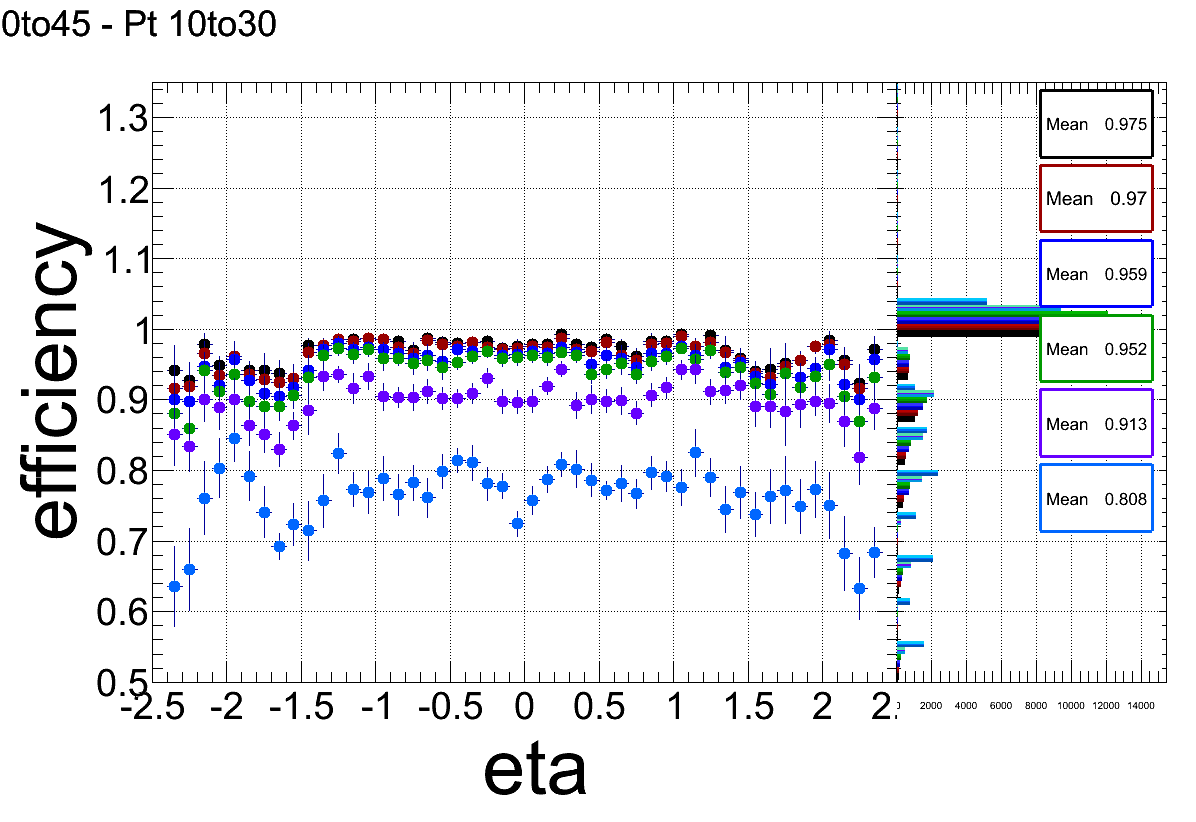 0to45 - Pt 10to30
efficiency
1.3
1.2
1.1
1
0.9
0.8
0.7
0.6
0.5
-2.5 -2 -1.5 -1 -0.5 0 0.5 1 1.5 2 2.
eta
Mean 0.975
Mean 0.97
Mean 0.959
Mean 0.952
Mean 0.913
Mean 0.808
2000 4000 6000 8000 10000 12000 14000